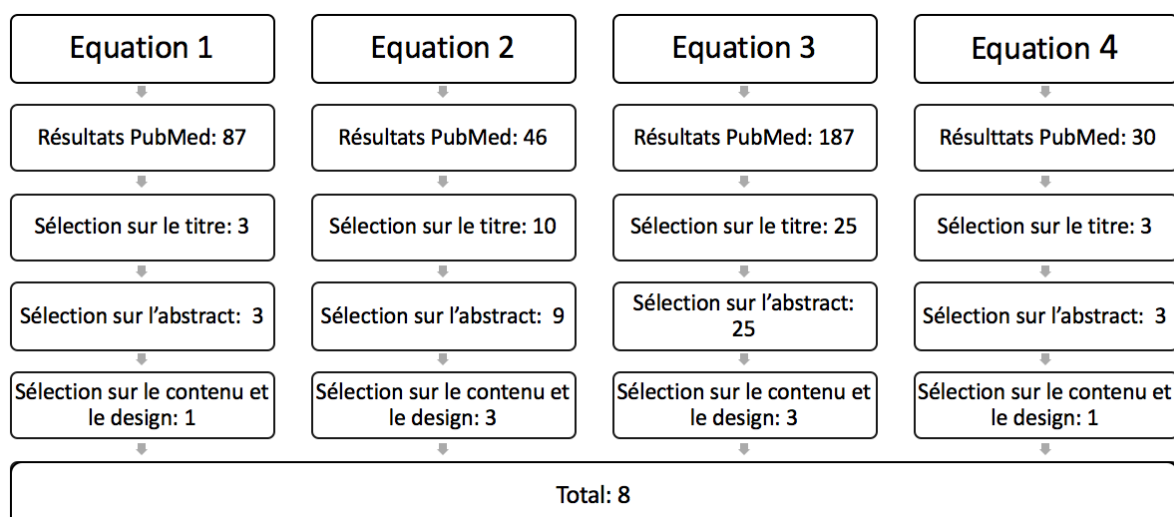 Equation 1
Equation 2
Equation 3
Equation 4
Résultats PubMed: 87
Résultats PubMed: 46
Résultats PubMed: 187
Résulttats PubMed: 30
Sélection sur le titre: 3
Sélection sur le titre: 10
Sélection sur le titre: 25
Sélection sur le titre: 3
Sélection sur l’abstract: 3
Sélection sur l’abstract: 9
Sélection sur l’abstract:
25
Sélection sur l’abstract: 3
Sélection sur le contenu et
le design: 1
Sélection sur le contenu et
le design: 3
Sélection sur le contenu et
le design: 3
Sélection sur le contenu et
le design: 1
Total: 8